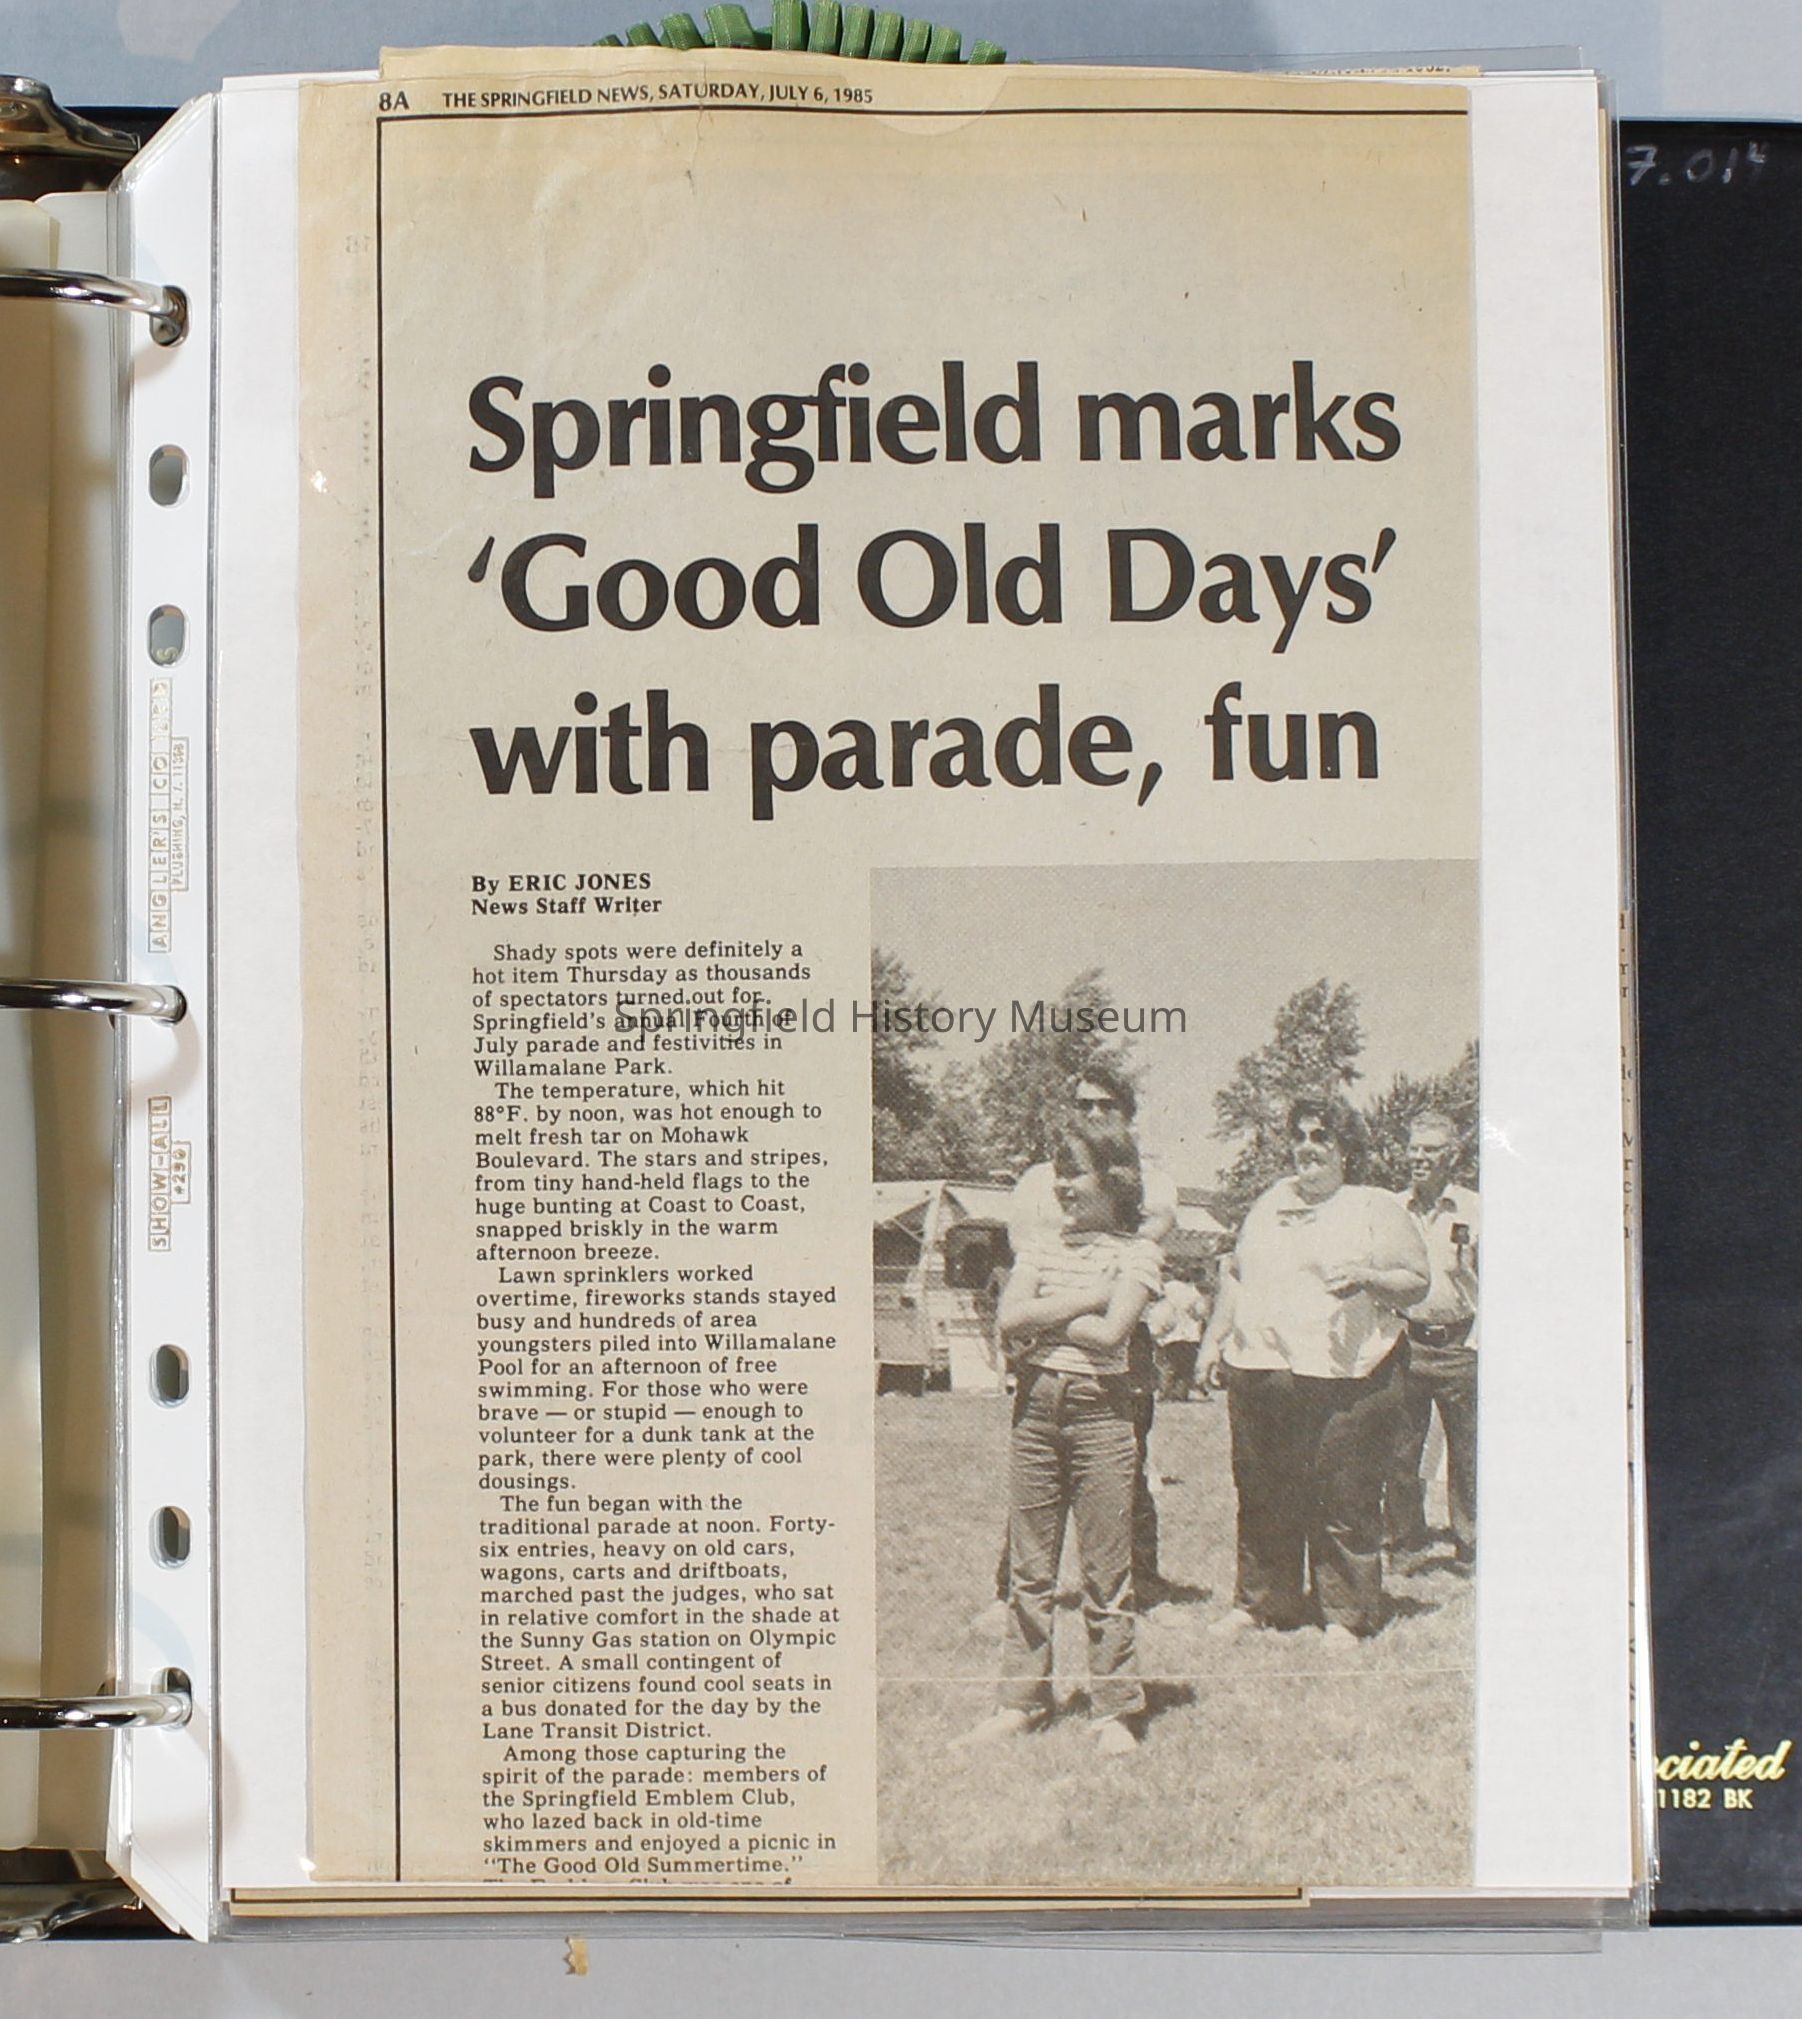 8A THE SPRINGFIELD NEWS, SATURDAY, JULY 6, 1985
7.014
Springfield marks
'Good Old Days'
with parade, fun
By ERIC JONES
News Staff Writer
Shady spots were definitely a
hot item Thursday as thousands
of spectators turned out for
Springfield's annual Fourth of
July parade and festivities in
Willamalane Park.
The temperature, which hit
88°F. by noon, was hot enough to
melt fresh tar on Mohawk
Boulevard. The stars and stripes,
from tiny hand-held flags to the
huge bunting at Coast to Coast,
snapped briskly in the warm
afternoon breeze.
Lawn sprinklers worked
overtime, fireworks stands stayed
busy and hundreds of area
youngsters piled into Willamalane
Pool for an afternoon of free
swimming. For those who were
brave — or stupid — enough to
volunteer for a dunk tank at the
park, there were plenty of cool
dousings.
The fun began with the
traditional parade at noon. Forty-
six entries, heavy on old cars,
wagons, carts and driftboats,
marched past the judges, who sat
in relative comfort in the shade at
the Sunny Gas station on Olympic
Street. A small contingent of
senior citizens found cool seats in
a bus donated for the day by the
Lane Transit District.
Among those capturing the
spirit of the parade: members of
the Springfield Emblem Club,
who lazed back in old-time
skimmers and enjoyed a picnic in
"The Good Old Summertime."
Springfield History Museum
ANGLER'S CO
FLUSHING, N.Y. 11368
SHOW-ALL
#290
ciated
1182 BK